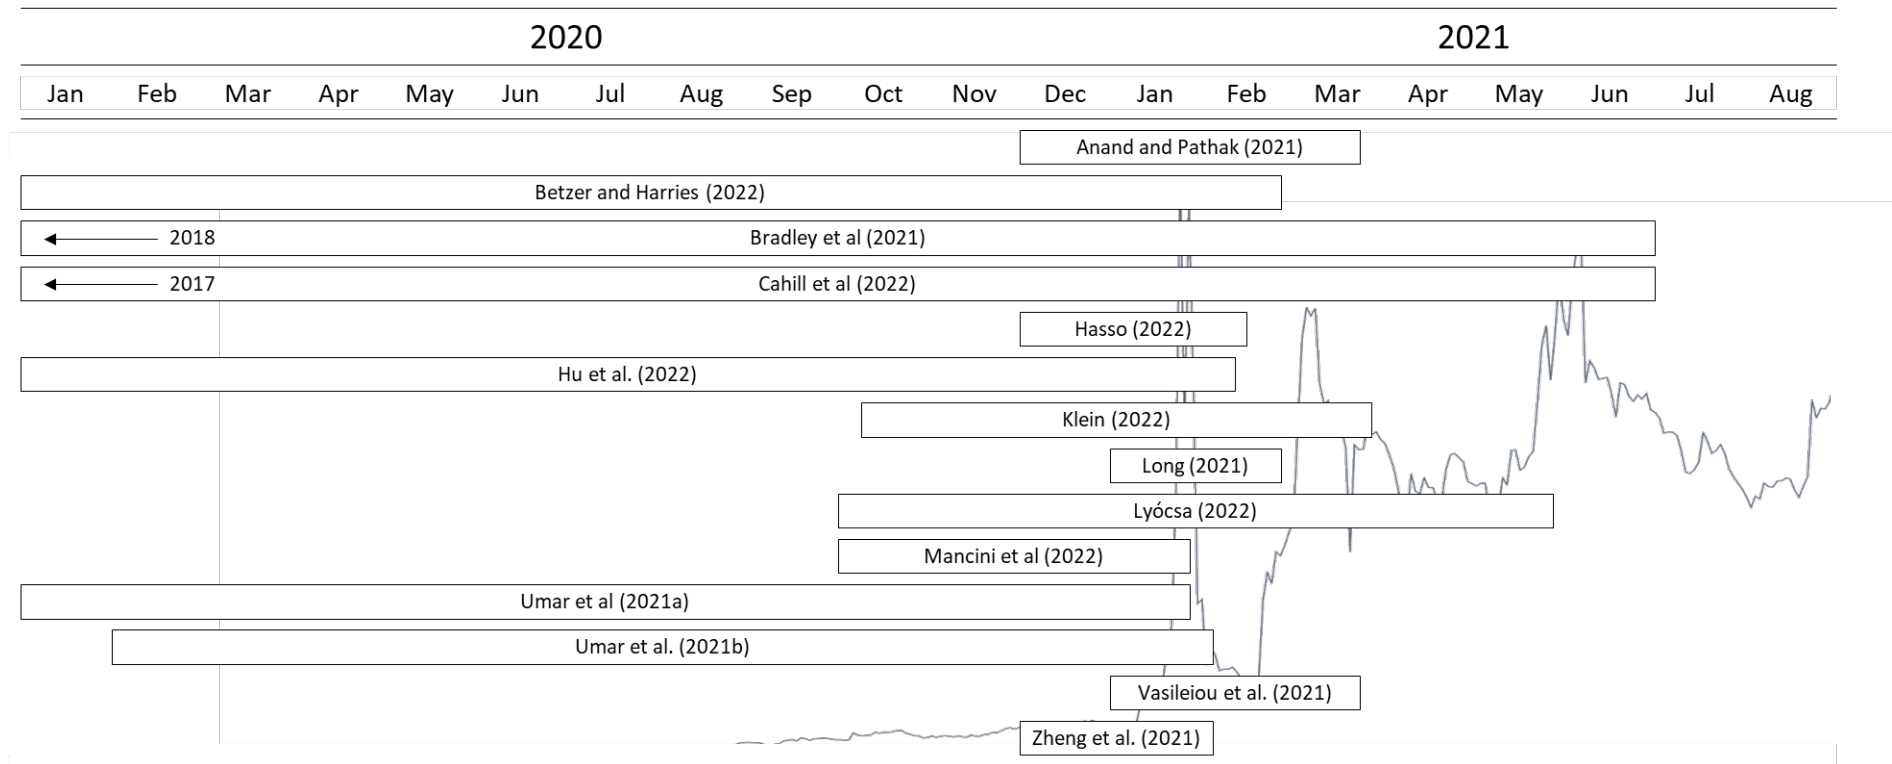 2020 2021
Jan Feb Mar Apr May Jun Jul Aug Sep Oct Nov Dec Jan Feb Mar Apr May Jun Jul Aug
Anand and Pathak (2021)
Betzer and Harries (2022)
2018 Bradley et al (2021)
2017 Cahill et al (2022)
Hasso (2022)
Hu et al. (2022)
Klein (2022)
Long (2021)
Lyócsa (2022)
Mancini et al (2022)
Umar et al (2021a)
Umar et al. (2021b)
Vasileiou et al. (2021)
Zheng et al. (2021)